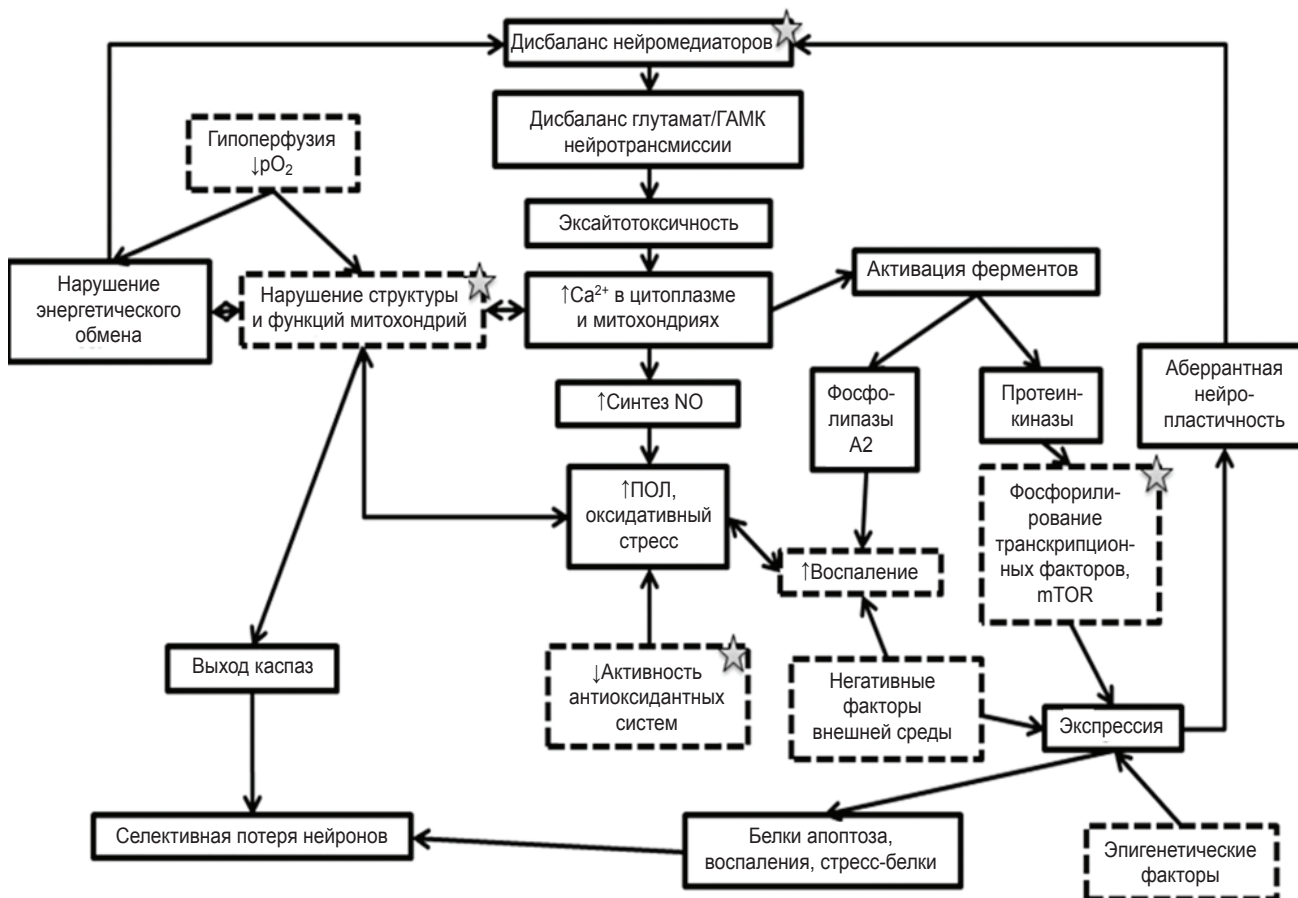 Дисбаланс нейромедиаторов
Дисбаланс глутамат/ГАМК
нейротрансмиссии
Гипоперфузия
↓pO₂
Эксайтотоксичность
Нарушение
энергетического
обмена
Нарушение структуры
и функций митохондрий
↑Ca²⁺ в цитоплазме
и митохондриях
Активация ферментов
↑Синтез NO
Фосфо-
липазы
А2
Протеин-
киназы
Аберрантная
нейро-
пластичность
↑ПОЛ,
оксидативный
стресс
↑Воспаление
Фосфорили-
рование
транскрипцион-
ных факторов,
mTOR
Выход каспаз
↓Активность
антиоксидантных
систем
Негативные
факторы
внешней среды
Экспрессия
Селективная потеря нейронов
Белки апоптоза,
воспаления, стресс-белки
Эпигенетические
факторы